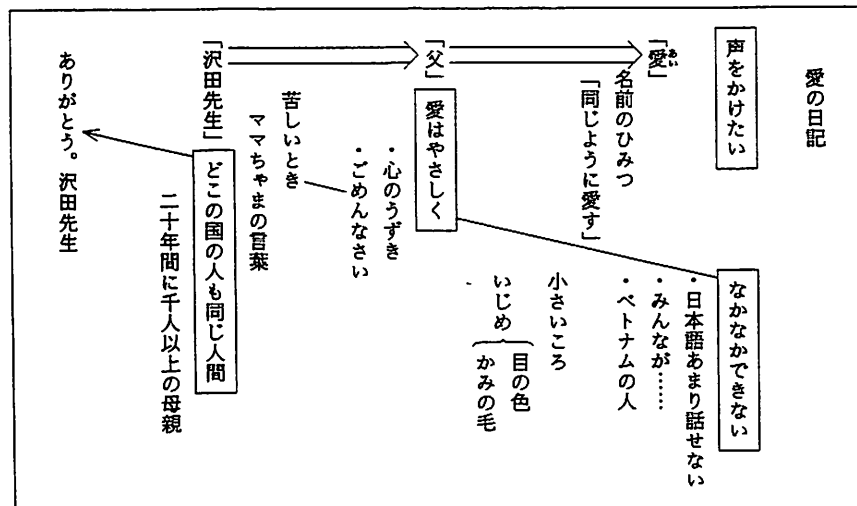 愛の日記
声をかけたい
なかなかできない
・日本語あまり話せない
・みんなが……
・ベトナムの人
「愛」
あい
名前のひみつ
「同じように愛す」
小さいころ
いじめ
目の色
かみの毛
「父」
愛はやさしく
・心のうずき
・ごめんなさい
苦しいとき
ママちゃまの言葉
「沢田先生」
どこの国の人も同じ人間
二十年間に千人以上の母親
ありがとう。沢田先生